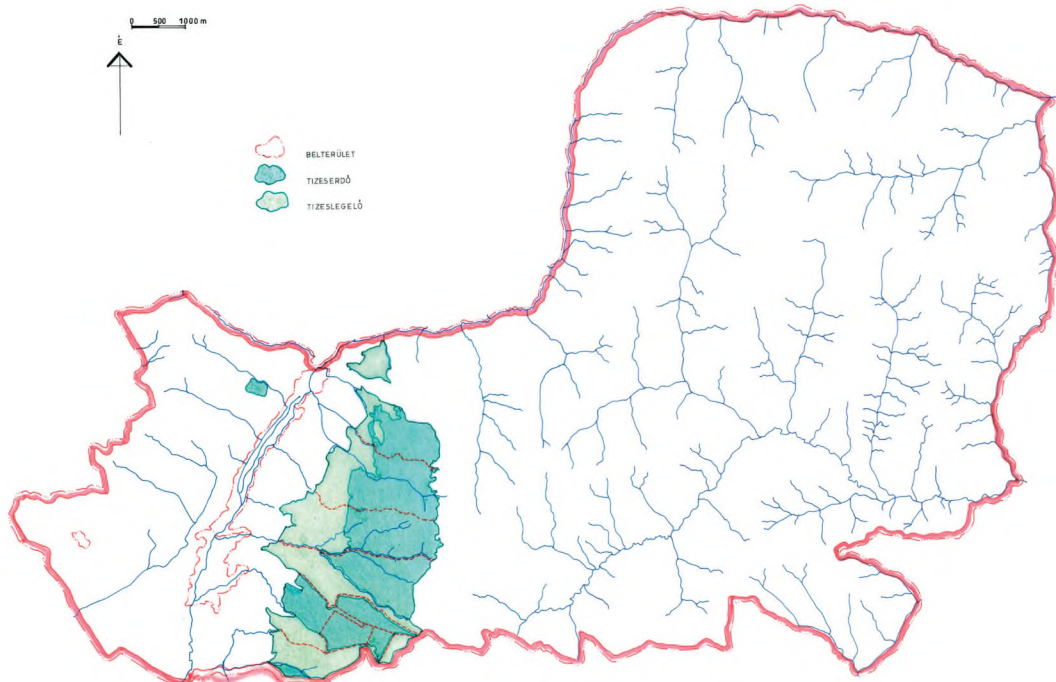 0 500 1000 m
É
BELTERÜLET
TIZESERDŐ
TIZESLEGELŐ